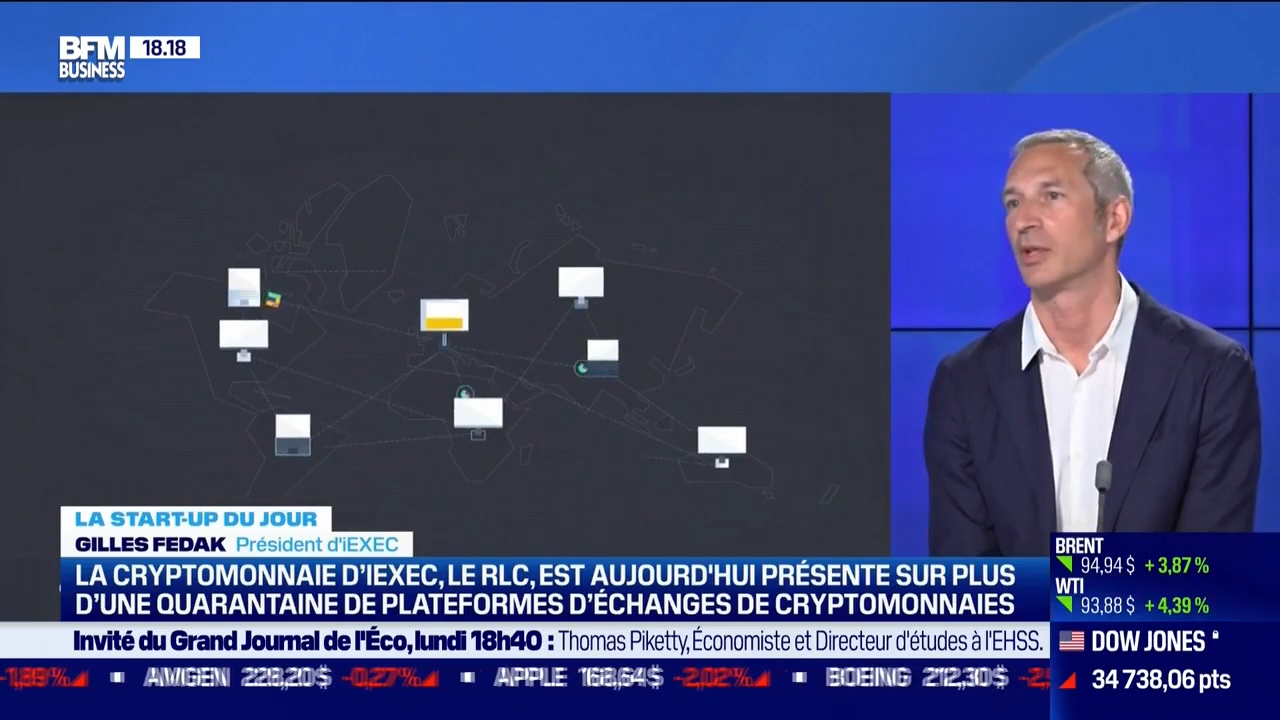 BFM
BUSINESS
18.18
LA START-UP DU JOUR
GILLES FEDAK Président d'iEXEC
LA CRYPTOMONNAIE D'IEXEC, LE RLC, EST AUJOURD'HUI PRÉSENTE SUR PLUS
D'UNE QUARANTAINE DE PLATEFORMES D'ÉCHANGES DE CRYPTOMONNAIES
BRENT
94,94 $ +3,87 %
WTI
93,88 $ +4,39 %
Invité du Grand Journal de l'Éco, lundi 18h40 : Thomas Piketty, Économiste et Directeur d'études à l'EHSS.
DOW JONES
34 738,06 pts
-1,89% AMGEN 228,20$ -0,27% APPLE 168,64$ -2,02% BOEING 212,30$